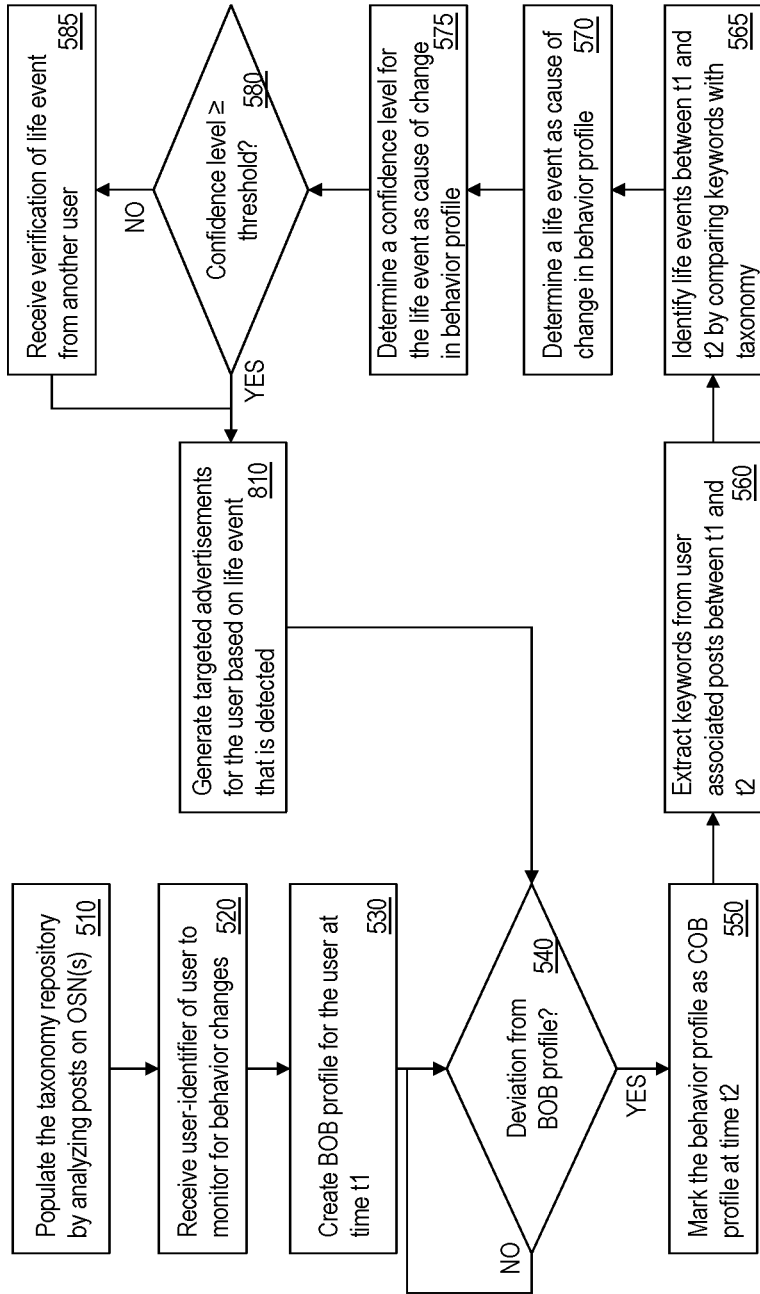 Populate the taxonomy repository
by analyzing posts on OSN(s)
510
Receive user-identifier of user to
monitor for behavior changes
520
Create BOB profile for the user at
time t1
530
Deviation from
BOB profile?
540
NO
YES
Mark the behavior profile as COB
profile at time t2
550
Extract keywords from user
associated posts between t1 and
t2
560
Identify life events between t1 and
t2 by comparing keywords with
taxonomy
565
Determine a life event as cause of
change in behavior profile
570
Determine a confidence level for
the life event as cause of change
in behavior profile
575
Confidence level ≥
threshold?
580
NO
YES
Receive verification of life event
from another user
585
Generate targeted advertisements
for the user based on life event
that is detected
810